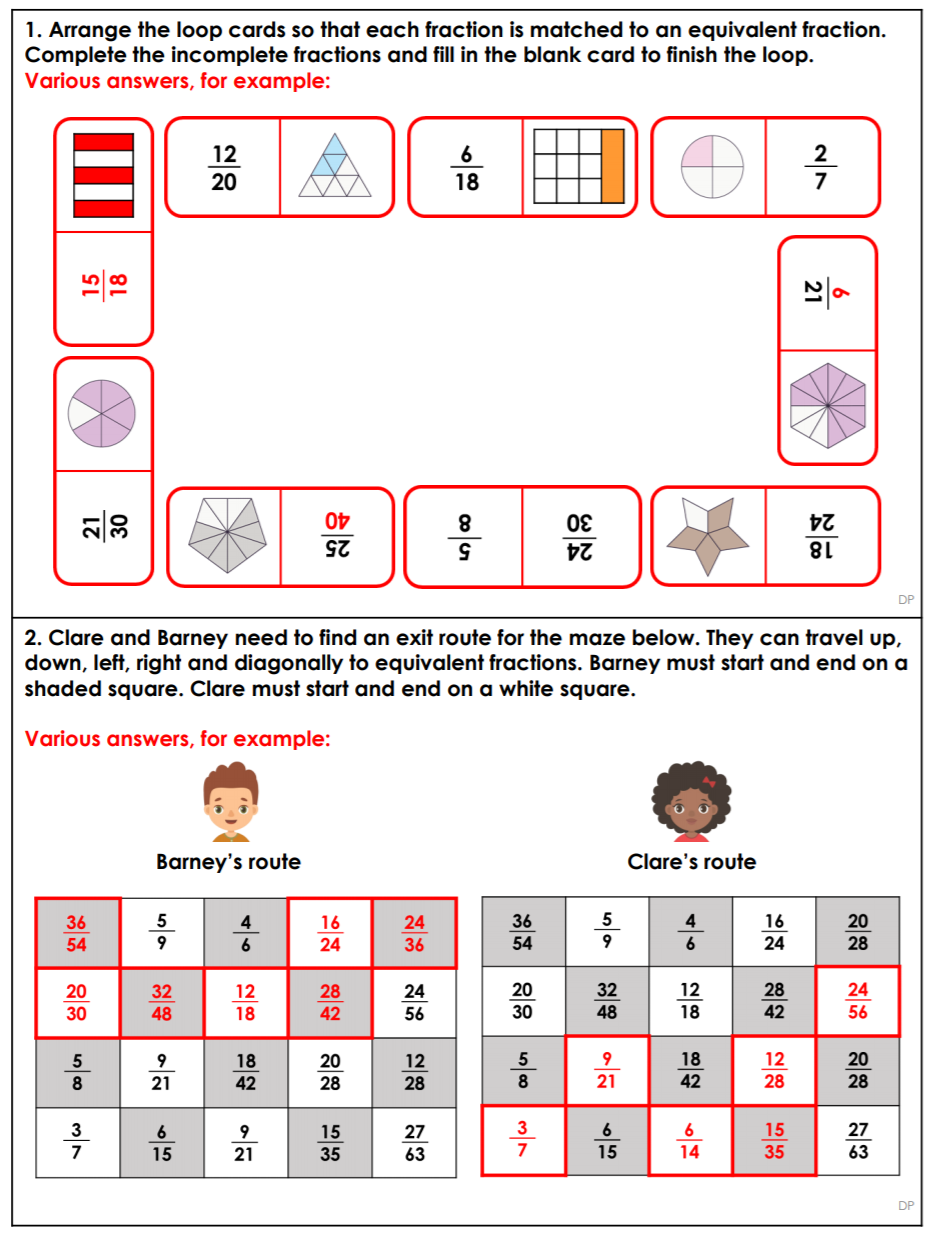 1. Arrange the loop cards so that each fraction is matched to an equivalent fraction.
Complete the incomplete fractions and fill in the blank card to finish the loop.
Various answers, for example:
12/20 6/18 2/7
15/18 6/21
21/30 25/40 5/8 24/30 18/24
DP
2. Clare and Barney need to find an exit route for the maze below. They can travel up,
down, left, right and diagonally to equivalent fractions. Barney must start and end on a
shaded square. Clare must start and end on a white square.
Various answers, for example:
Barney's route
36/54 5/9 4/6 16/24 24/36
20/30 32/48 12/18 28/42 24/56
5/8 9/21 18/42 20/28 12/28
3/7 6/15 9/21 15/35 27/63
Clare's route
36/54 5/9 4/6 16/24 20/28
20/30 32/48 12/18 28/42 24/56
5/8 9/21 18/42 12/28 20/28
3/7 6/15 6/14 15/35 27/63
DP